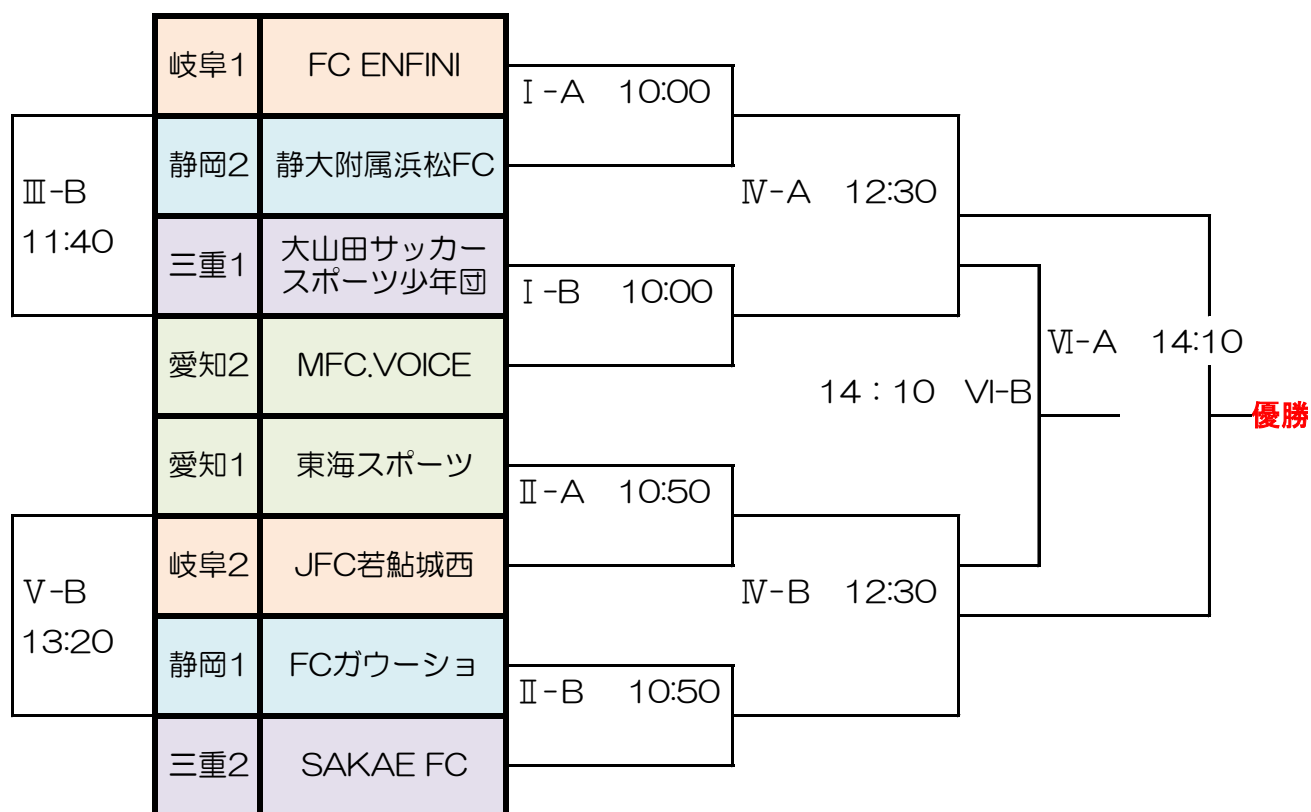 岐阜1 FC ENFINI
Ⅰ-A 10:00
静岡2 静大附属浜松FC
Ⅲ-B
11:40
Ⅳ-A 12:30
三重1 大山田サッカー
スポーツ少年団
Ⅰ-B 10:00
愛知2 MFC.VOICE
Ⅵ-A 14:10
14：10 Ⅵ-B
優勝
愛知1 東海スポーツ
Ⅱ-A 10:50
岐阜2 JFC若鮎城西
Ⅴ-B
13:20
Ⅳ-B 12:30
静岡1 FCガウーショ
Ⅱ-B 10:50
三重2 SAKAE FC